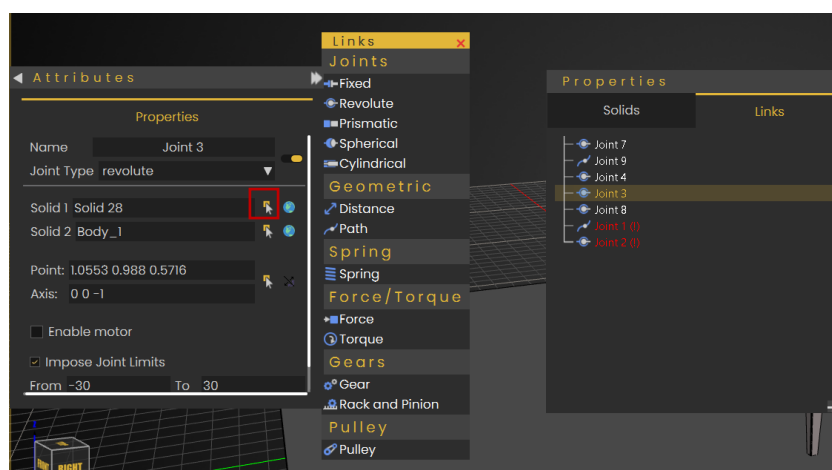 Attributes
Properties
Name Joint 3
Joint Type revolute
Solid 1 Solid 28
Solid 2 Body_1
Point: 1.0553 0.988 0.5716
Axis: 0 0 -1
Enable motor
Impose Joint Limits
From -30 To 30
RIGHT
Links
Joints
Fixed
Revolute
Prismatic
Spherical
Cylindrical
Geometric
Distance
Path
Spring
Spring
Force/Torque
Force
Torque
Gears
Gear
Rack and Pinion
Pulley
Pulley
Properties
Solids Links
Joint 7
Joint 9
Joint 4
Joint 3
Joint 8
Joint 1 (!)
Joint 2 (!)